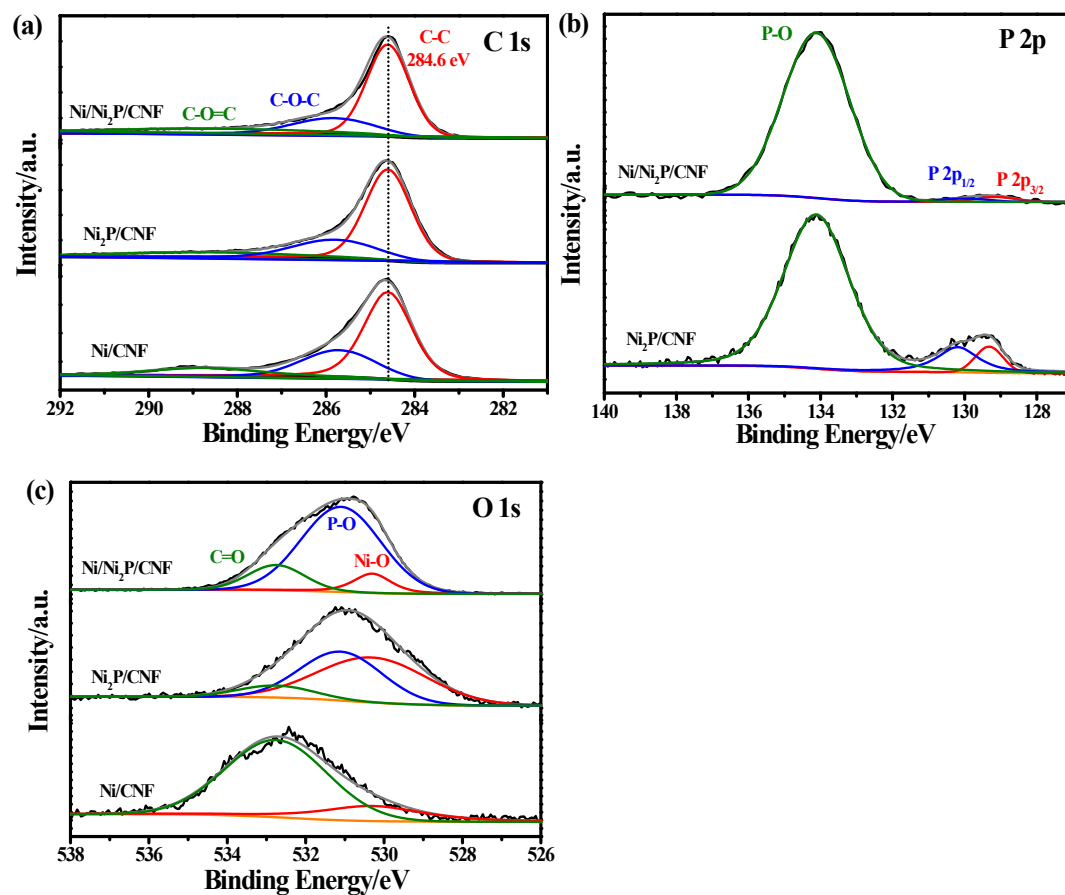 (a)
C 1s
C-C
284.6 eV
C-O-C
C-O=C
Ni/Ni₂P/CNF
Ni₂P/CNF
Ni/CNF
Intensity/a.u.
292 290 288 286 284 282
Binding Energy/eV
(b)
P 2p
P-O
P 2p₁/₂
P 2p₃/₂
Ni/Ni₂P/CNF
Ni₂P/CNF
Intensity/a.u.
140 138 136 134 132 130 128
Binding Energy/eV
(c)
O 1s
P-O
C=O
Ni-O
Ni/Ni₂P/CNF
Ni₂P/CNF
Ni/CNF
Intensity/a.u.
538 536 534 532 530 528 526
Binding Energy/eV